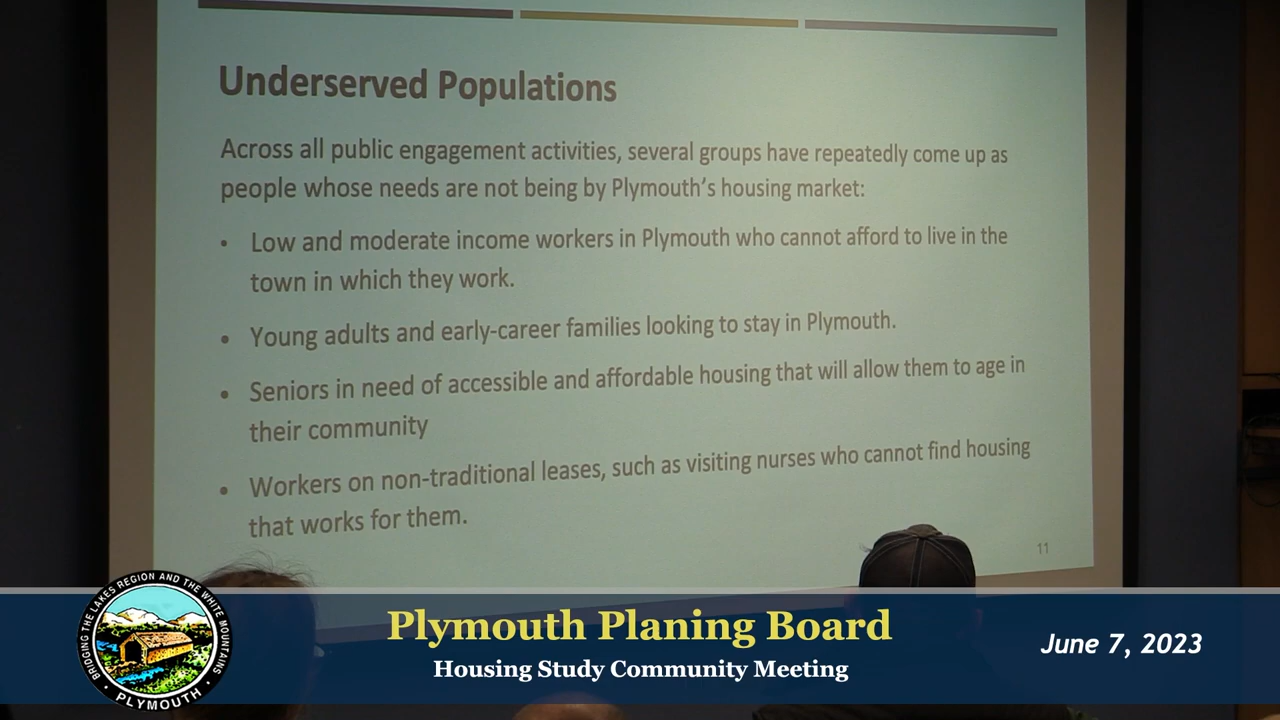 Underserved Populations
Across all public engagement activities, several groups have repeatedly come up as
people whose needs are not being by Plymouth's housing market:
• Low and moderate income workers in Plymouth who cannot afford to live in the
town in which they work.
• Young adults and early-career families looking to stay in Plymouth.
• Seniors in need of accessible and affordable housing that will allow them to age in
their community
• Workers on non-traditional leases, such as visiting nurses who cannot find housing
that works for them.
11
BRIDGING THE LAKES REGION AND THE WHITE MOUNTAINS
• PLYMOUTH •
Plymouth Planing Board
Housing Study Community Meeting
June 7, 2023